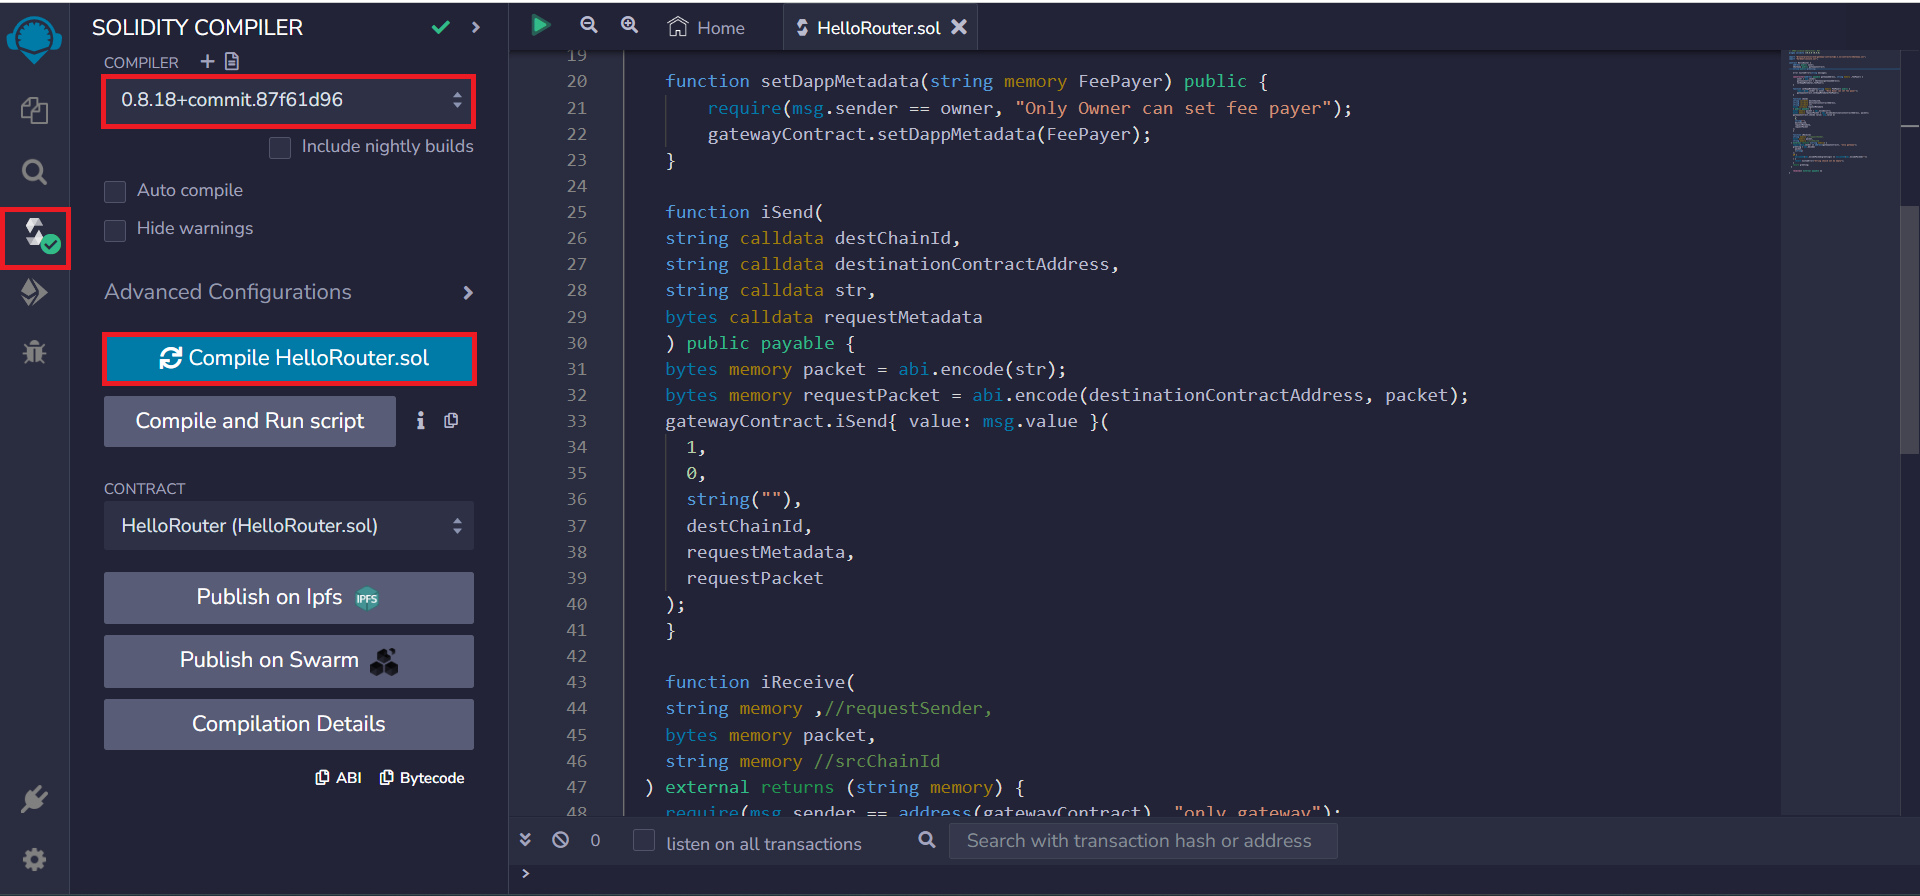 SOLIDITY COMPILER
COMPILER
0.8.18+commit.87f61d96
Include nightly builds
Auto compile
Hide warnings
Advanced Configurations
Compile HelloRouter.sol
Compile and Run script
CONTRACT
HelloRouter (HelloRouter.sol)
Publish on Ipfs IPFS
Publish on Swarm
Compilation Details
ABI Bytecode
Home HelloRouter.sol
19
20 function setDappMetadata(string memory FeePayer) public {
21 require(msg.sender == owner, "Only Owner can set fee payer");
22 gatewayContract.setDappMetadata(FeePayer);
23 }
24
25 function iSend(
26 string calldata destChainId,
27 string calldata destinationContractAddress,
28 string calldata str,
29 bytes calldata requestMetadata
30 ) public payable {
31 bytes memory packet = abi.encode(str);
32 bytes memory requestPacket = abi.encode(destinationContractAddress, packet);
33 gatewayContract.iSend{ value: msg.value }(
34 1,
35 0,
36 string(""),
37 destChainId,
38 requestMetadata,
39 requestPacket
40 );
41 }
42
43 function iReceive(
44 string memory ,//requestSender,
45 bytes memory packet,
46 string memory //srcChainId
47 ) external returns (string memory) {
48 require(msg.sender == address(gatewayContract), "only gateway");
0 listen on all transactions Search with transaction hash or address
>